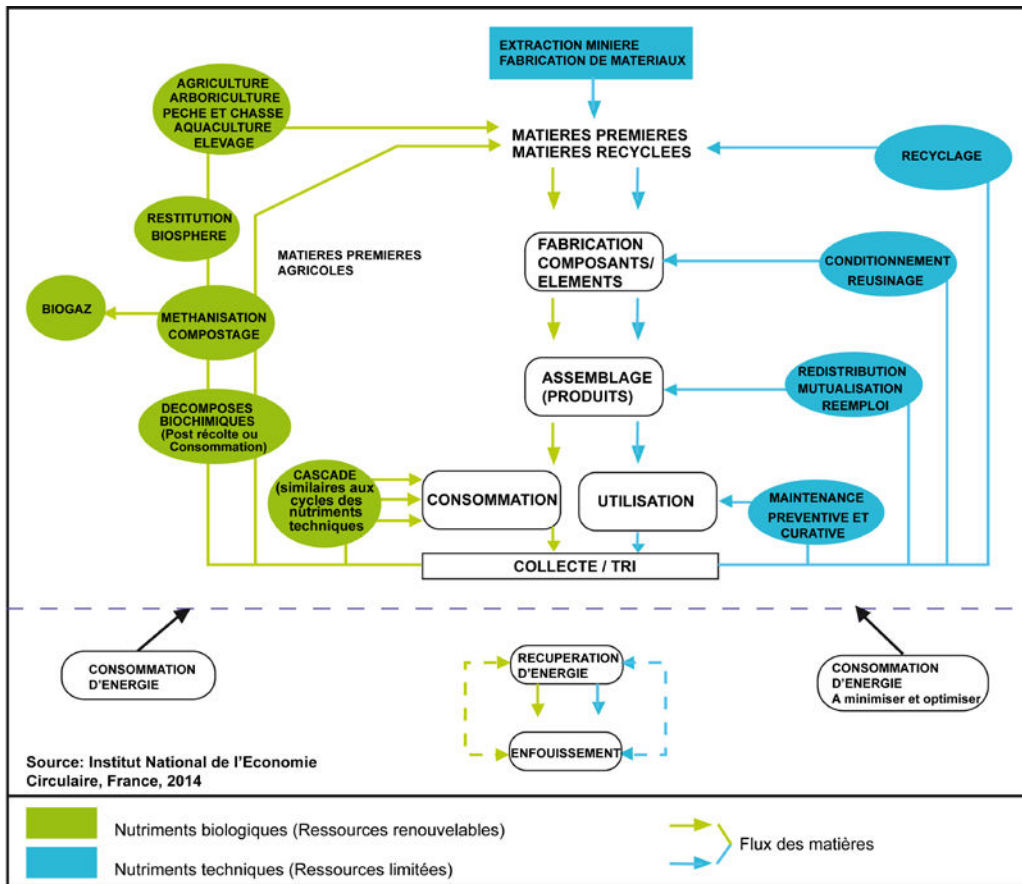 EXTRACTION MINIERE
FABRICATION DE MATERIAUX
AGRICULTURE
ARBORICULTURE
PECHE ET CHASSE
AQUACULTURE
ELEVAGE
MATIERES PREMIERES
MATIERES RECYCLEES
RECYCLAGE
RESTITUTION
BIOSPHERE
MATIERES PREMIERES
AGRICOLES
FABRICATION
COMPOSANTS/
ELEMENTS
CONDITIONNEMENT
REUSINAGE
BIOGAZ
METHANISATION
COMPOSTAGE
ASSEMBLAGE
(PRODUITS)
REDISTRIBUTION
MUTUALISATION
REEMPLOI
DECOMPOSES
BIOCHIMIQUES
(Post récolte ou
Consommation)
CASCADE
(similaires aux
cycles des
nutriments
techniques
CONSOMMATION
UTILISATION
MAINTENANCE
PREVENTIVE ET
CURATIVE
COLLECTE / TRI
CONSOMMATION
D'ENERGIE
RECUPERATION
D'ENERGIE
CONSOMMATION
D'ENERGIE
A minimiser et optimiser
ENFOUISSEMENT
Source: Institut National de l'Economie
Circulaire, France, 2014
Nutriments biologiques (Ressources renouvelables)
Nutriments techniques (Ressources limitées)
Flux des matières